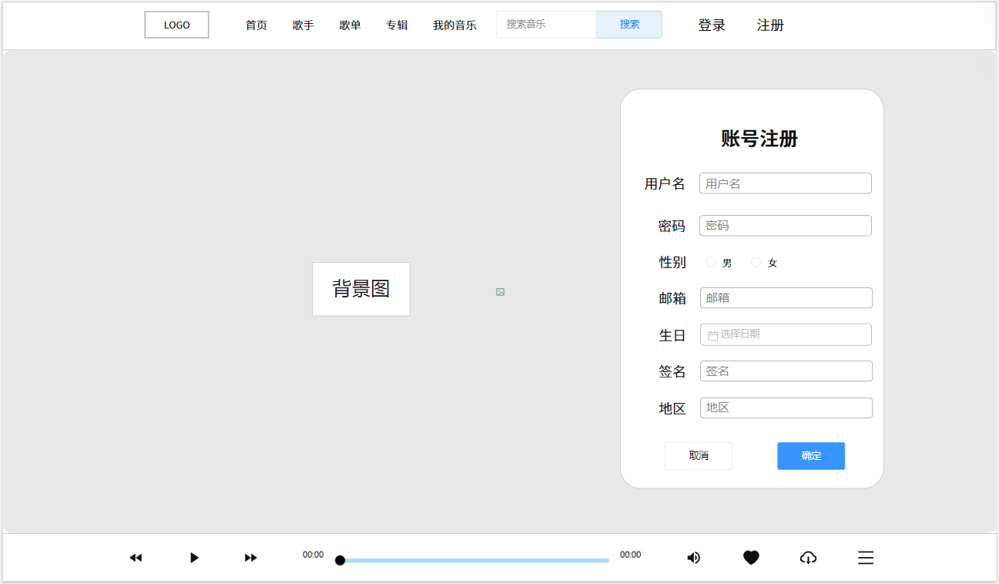 LOGO 首页 歌手 歌单 专辑 我的音乐 搜索音乐 搜索 登录 注册
账号注册
用户名 用户名
密码 密码
性别 男 女
背景图
邮箱 邮箱
生日 选择日期
签名 签名
地区 地区
取消 确定
00:00 00:00